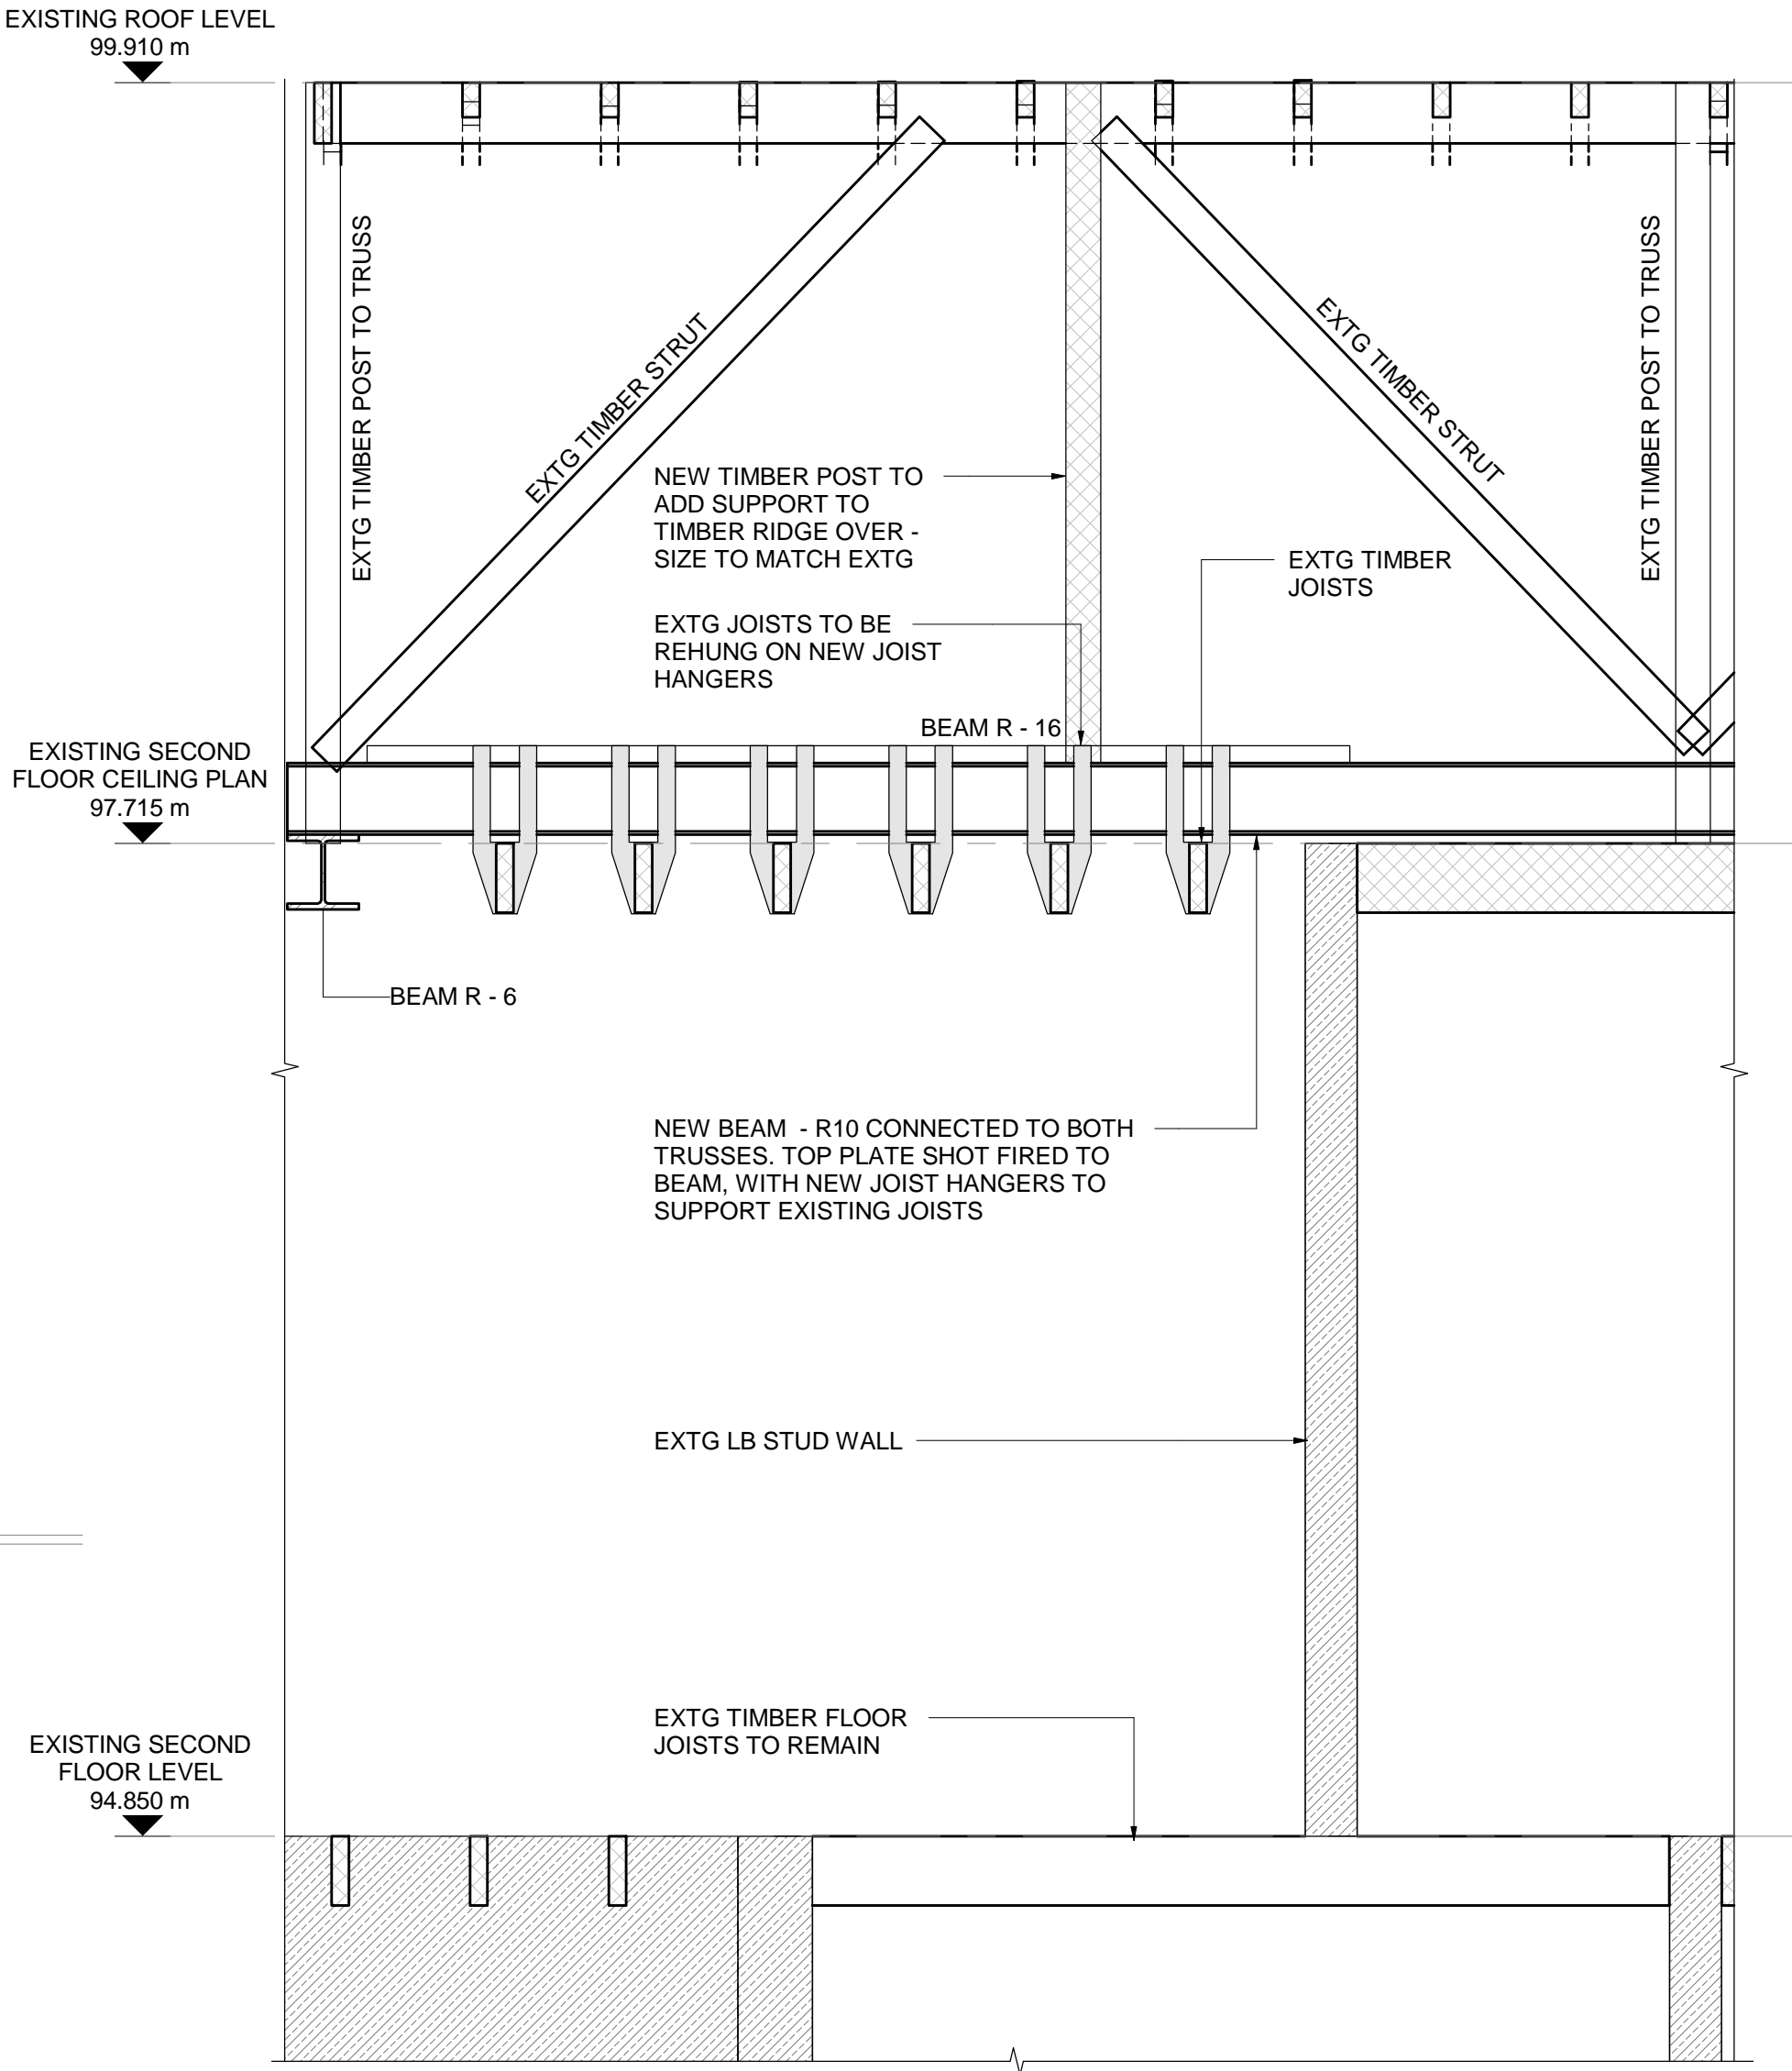 EXISTING ROOF LEVEL
99.910 m
EXTG TIMBER POST TO TRUSS
EXTG TIMBER STRUT
EXTG TIMBER STRUT
EXTG TIMBER POST TO TRUSS
NEW TIMBER POST TO
ADD SUPPORT TO
TIMBER RIDGE OVER -
SIZE TO MATCH EXTG
EXTG TIMBER
JOISTS
EXTG JOISTS TO BE
REHUNG ON NEW JOIST
HANGERS
BEAM R - 16
EXISTING SECOND
FLOOR CEILING PLAN
97.715 m
BEAM R - 6
NEW BEAM  - R10 CONNECTED TO BOTH
TRUSSES. TOP PLATE SHOT FIRED TO
BEAM, WITH NEW JOIST HANGERS TO
SUPPORT EXISTING JOISTS
EXTG LB STUD WALL
EXTG TIMBER FLOOR
JOISTS TO REMAIN
EXISTING SECOND
FLOOR LEVEL
94.850 m